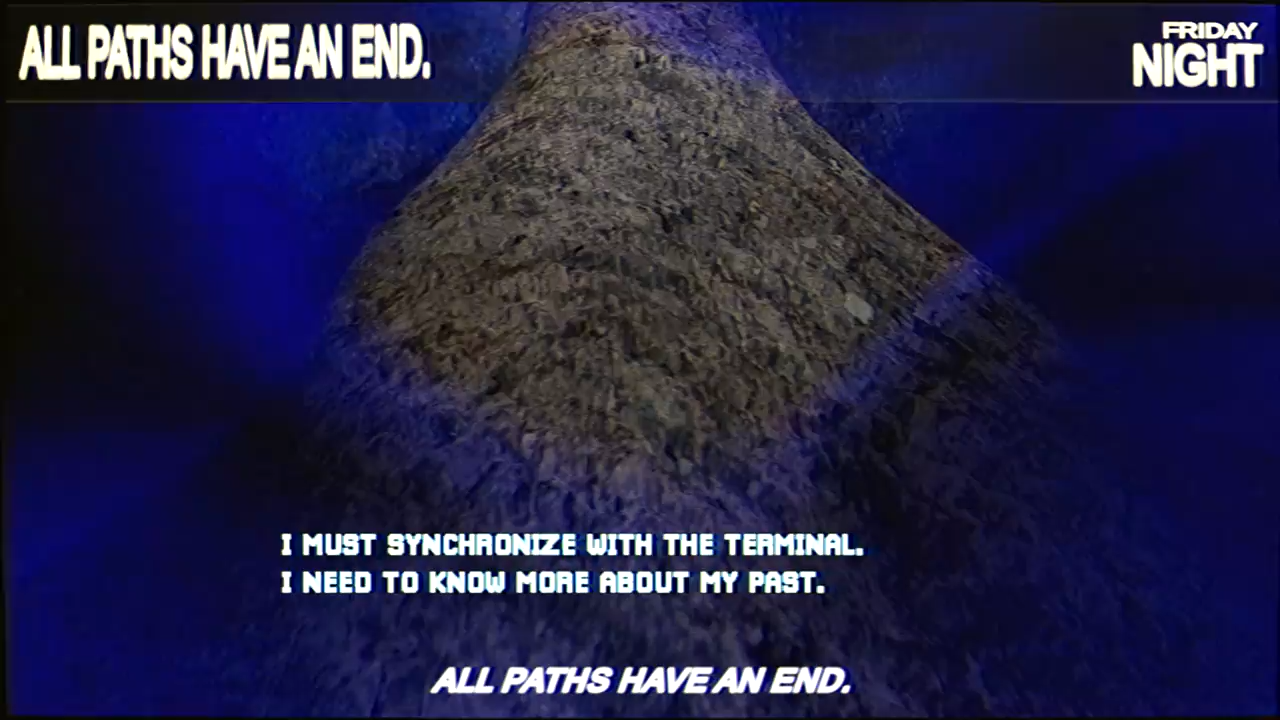 ALL PATHS HAVE AN END.
FRIDAY
NIGHT
I MUST SYNCHRONIZE WITH THE TERMINAL.
I NEED TO KNOW MORE ABOUT MY PAST.
ALL PATHS HAVE AN END.